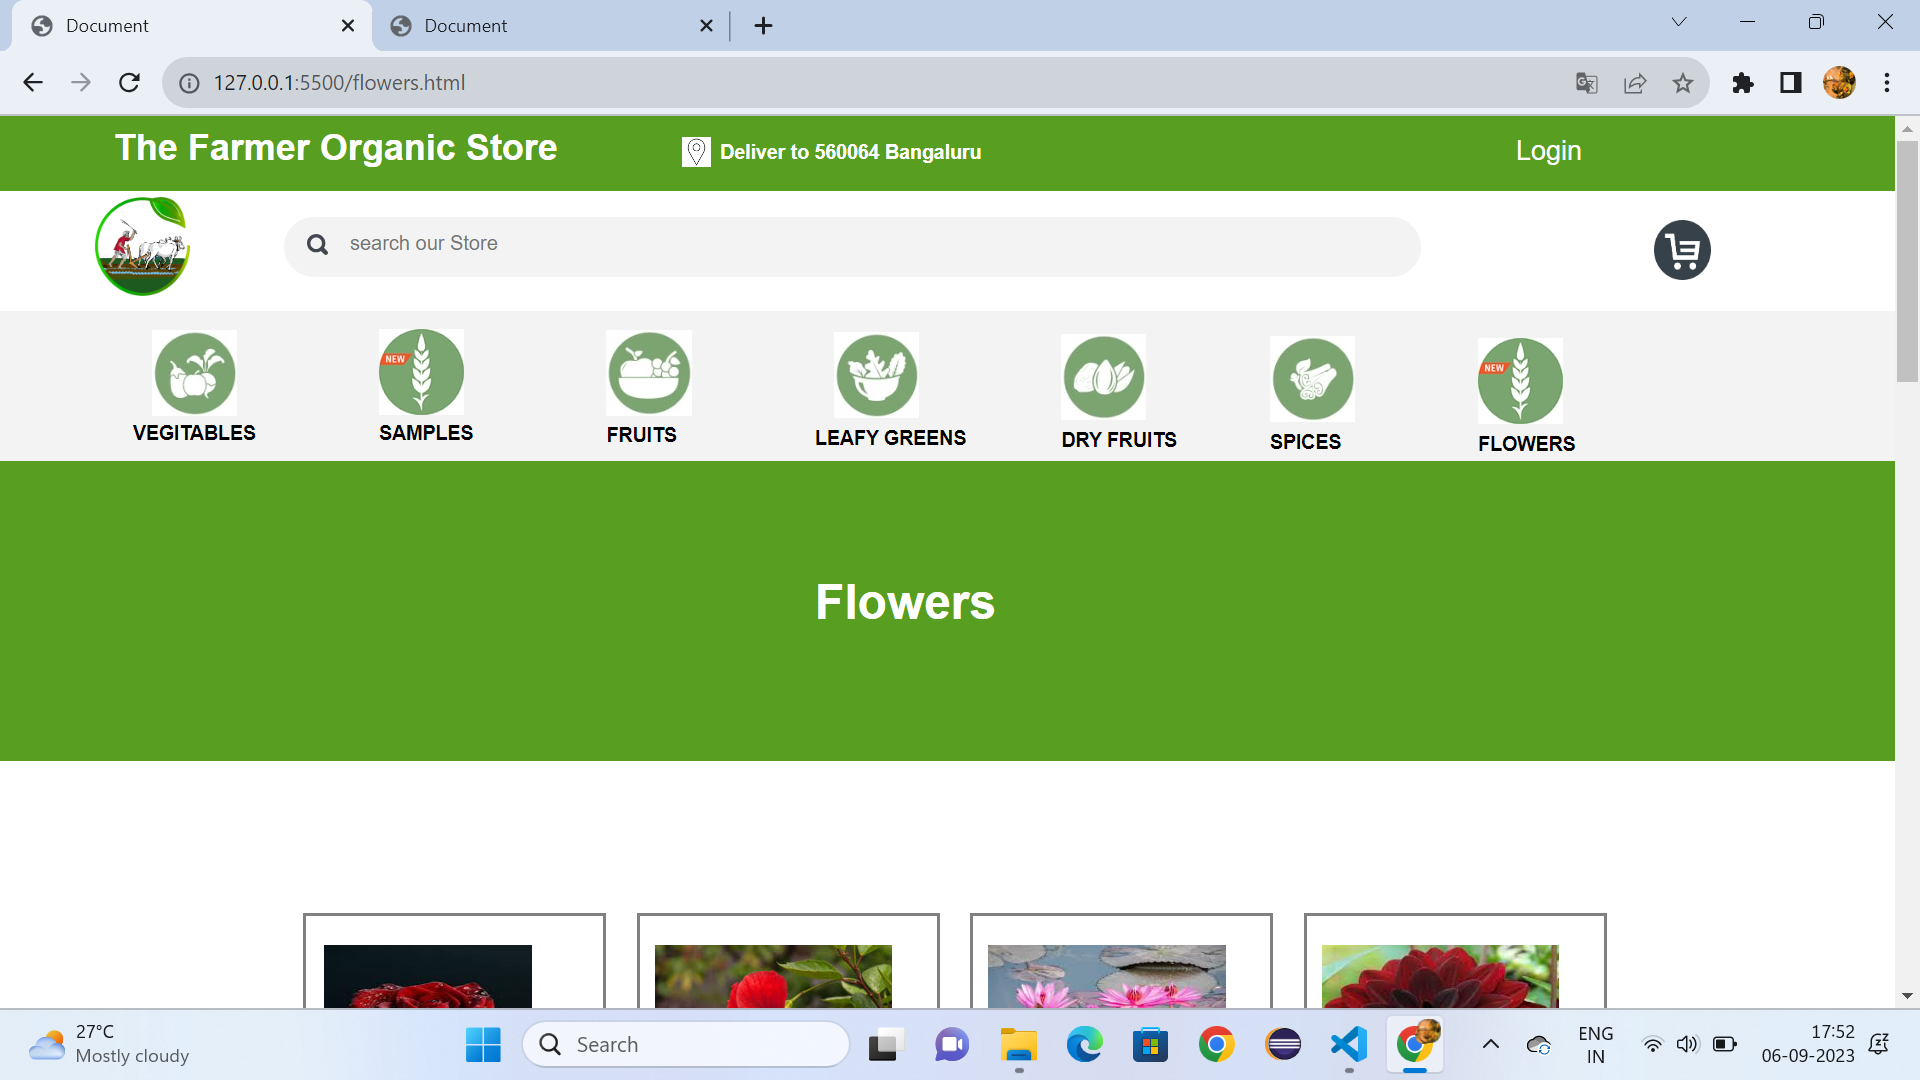 Document
Document
127.0.0.1:5500/flowers.html
The Farmer Organic Store
Deliver to 560064 Bangaluru
Login
search our Store
NEW
NEW
VEGITABLES
SAMPLES
FRUITS
LEAFY GREENS
DRY FRUITS
SPICES
FLOWERS
Flowers
27°C
Mostly cloudy
Search
ENG
IN
17:52
06-09-2023